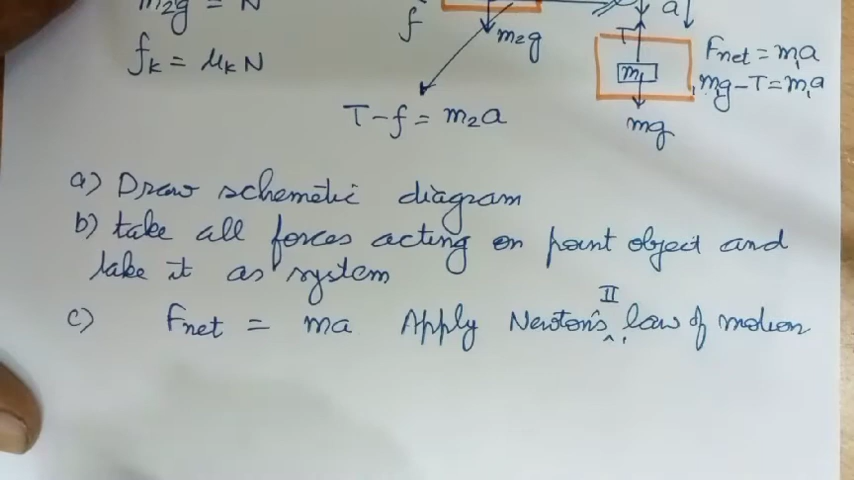 m₂g = N
f
m₂g
T
a
fₖ = μₖ N
Fnet = m₁a
m₁
m₁g - T = m₁a
T - f = m₂a
mg
a) Draw schemetic diagram
b) take all forces acting on point object and
take it as system
c) Fnet = ma Apply Newton's II law of motion